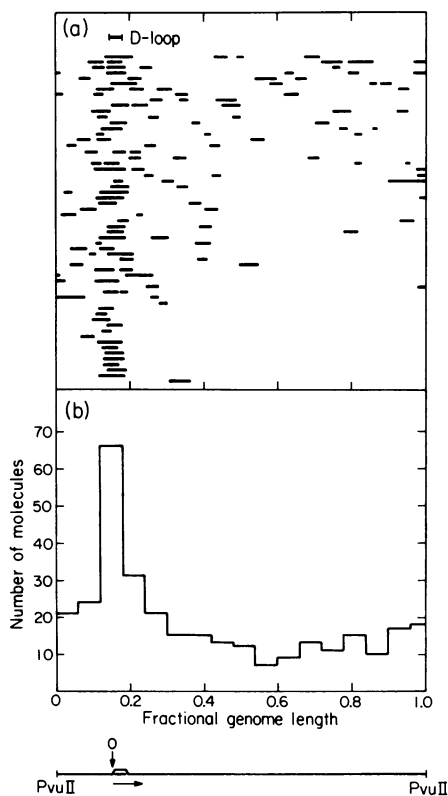 (a)
D-loop
(b)
Number of molecules
70
60
50
40
30
20
10
0 0.2 0.4 0.6 0.8 1.0
Fractional genome length
O
PvuII PvuII